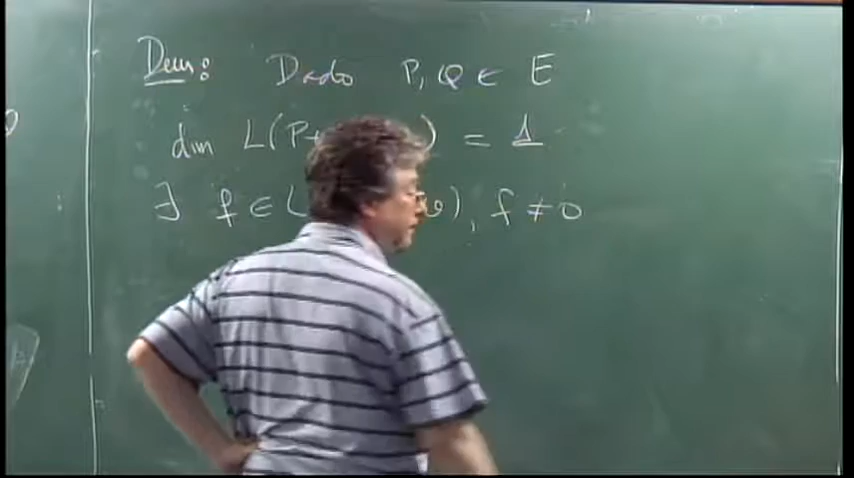 Dem: Dado P, Q ∈ E
dim L(P+ ) = 1
∃ f ∈ L ), f ≠ 0